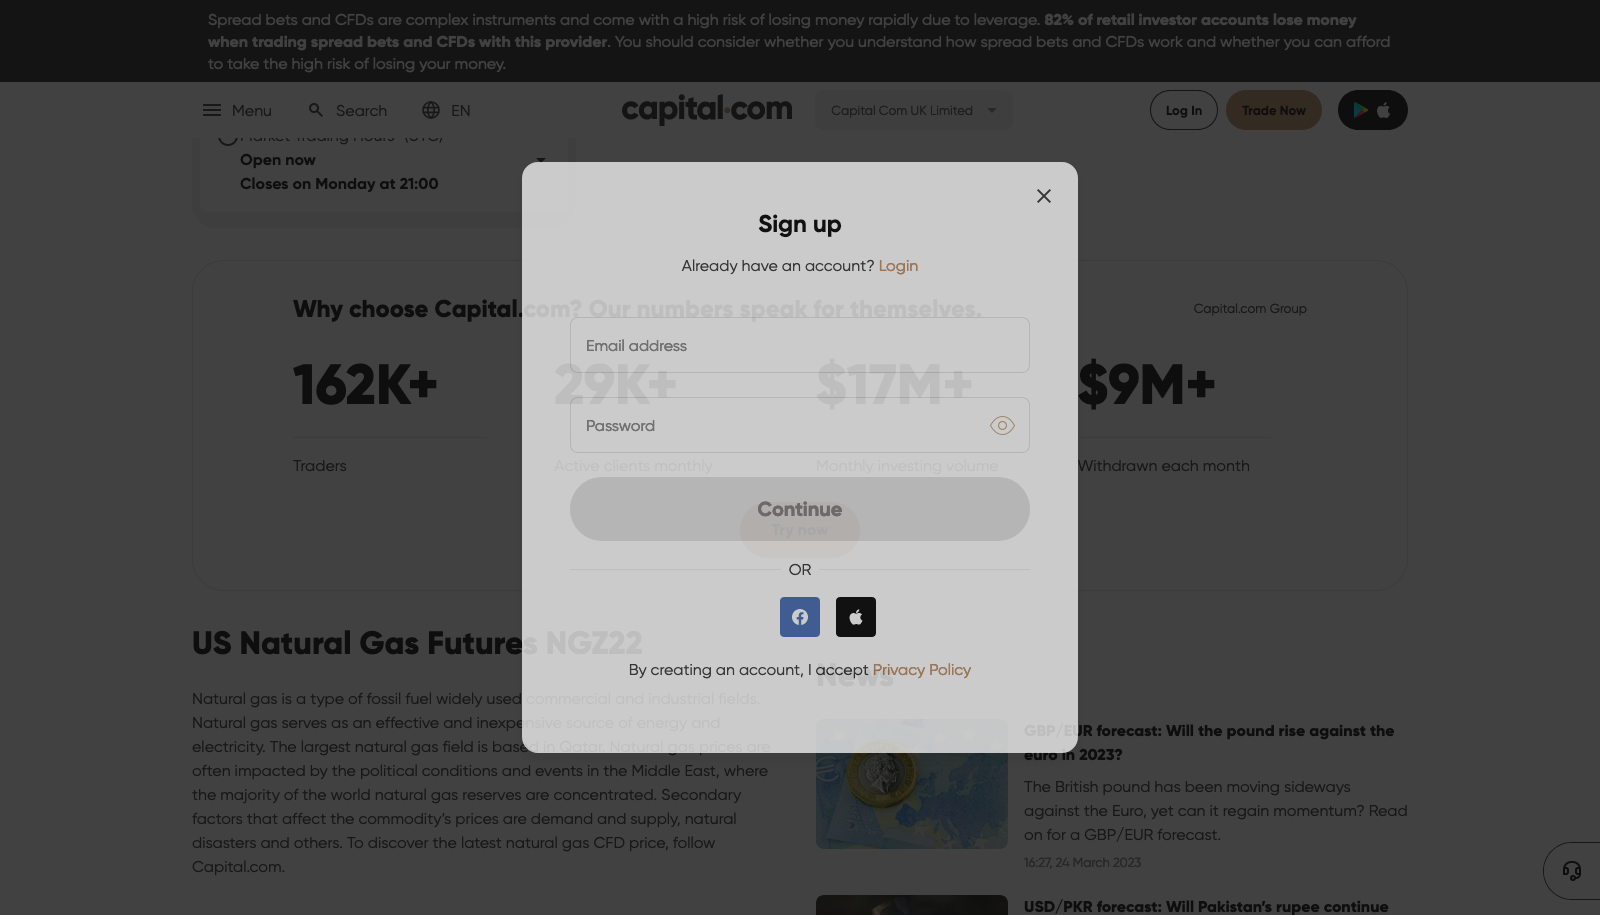 Spread bets and CFDs are complex instruments and come with a high risk of losing money rapidly due to leverage. 82% of retail investor accounts lose money
when trading spread bets and CFDs with this provider. You should consider whether you understand how spread bets and CFDs work and whether you can afford
to take the high risk of losing your money.
Menu
Search
EN
capital.com
Capital Com UK Limited
Log In
Trade Now
Market Trading Hours* (UTC)
Open now
Closes on Monday at 21:00
Sign up
Already have an account? Login
Email address
Password
Continue
OR
By creating an account, I accept Privacy Policy
Why choose Capital.com? Our numbers speak for themselves.
Capital.com Group
162K+
Traders
29K+
Active clients monthly
$17M+
Monthly investing volume
$9M+
Withdrawn each month
Try now
US Natural Gas Futures NGZ22
Natural gas is a type of fossil fuel widely used commercial and industrial fields.
Natural gas serves as an effective and inexpensive source of energy and
electricity. The largest natural gas field is based in Qatar. Natural gas prices are
often impacted by the political conditions and events in the Middle East, where
the majority of the world natural gas reserves are concentrated. Secondary
factors that affect the commodity's prices are demand and supply, natural
disasters and others. To discover the latest natural gas CFD price, follow
Capital.com.
News
GBP/EUR forecast: Will the pound rise against the
euro in 2023?
The British pound has been moving sideways
against the Euro, yet can it regain momentum? Read
on for a GBP/EUR forecast.
16:27, 24 March 2023
USD/PKR forecast: Will Pakistan's rupee continue